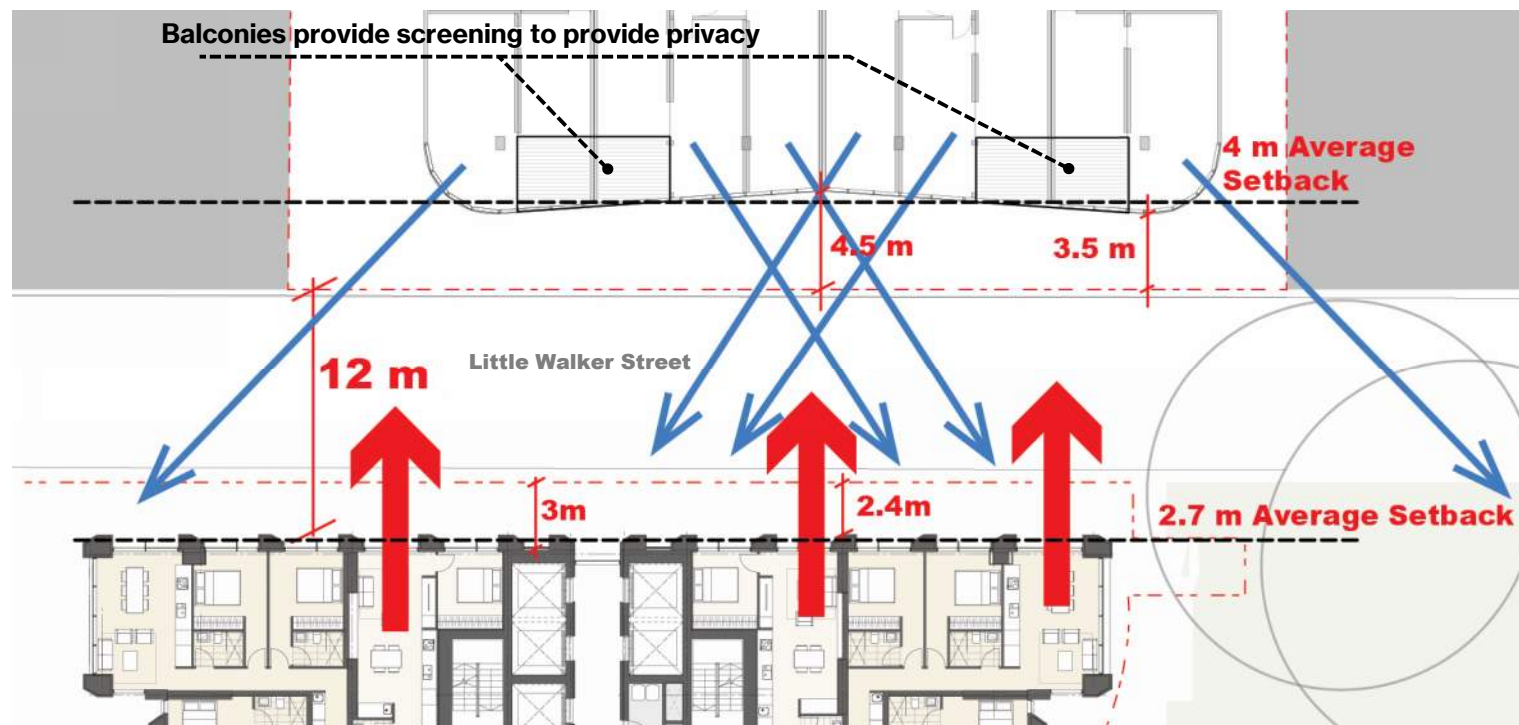 Balconies provide screening to provide privacy
4 m Average
Setback
4.5 m
3.5 m
12 m
Little Walker Street
3m
2.4m
2.7 m Average Setback